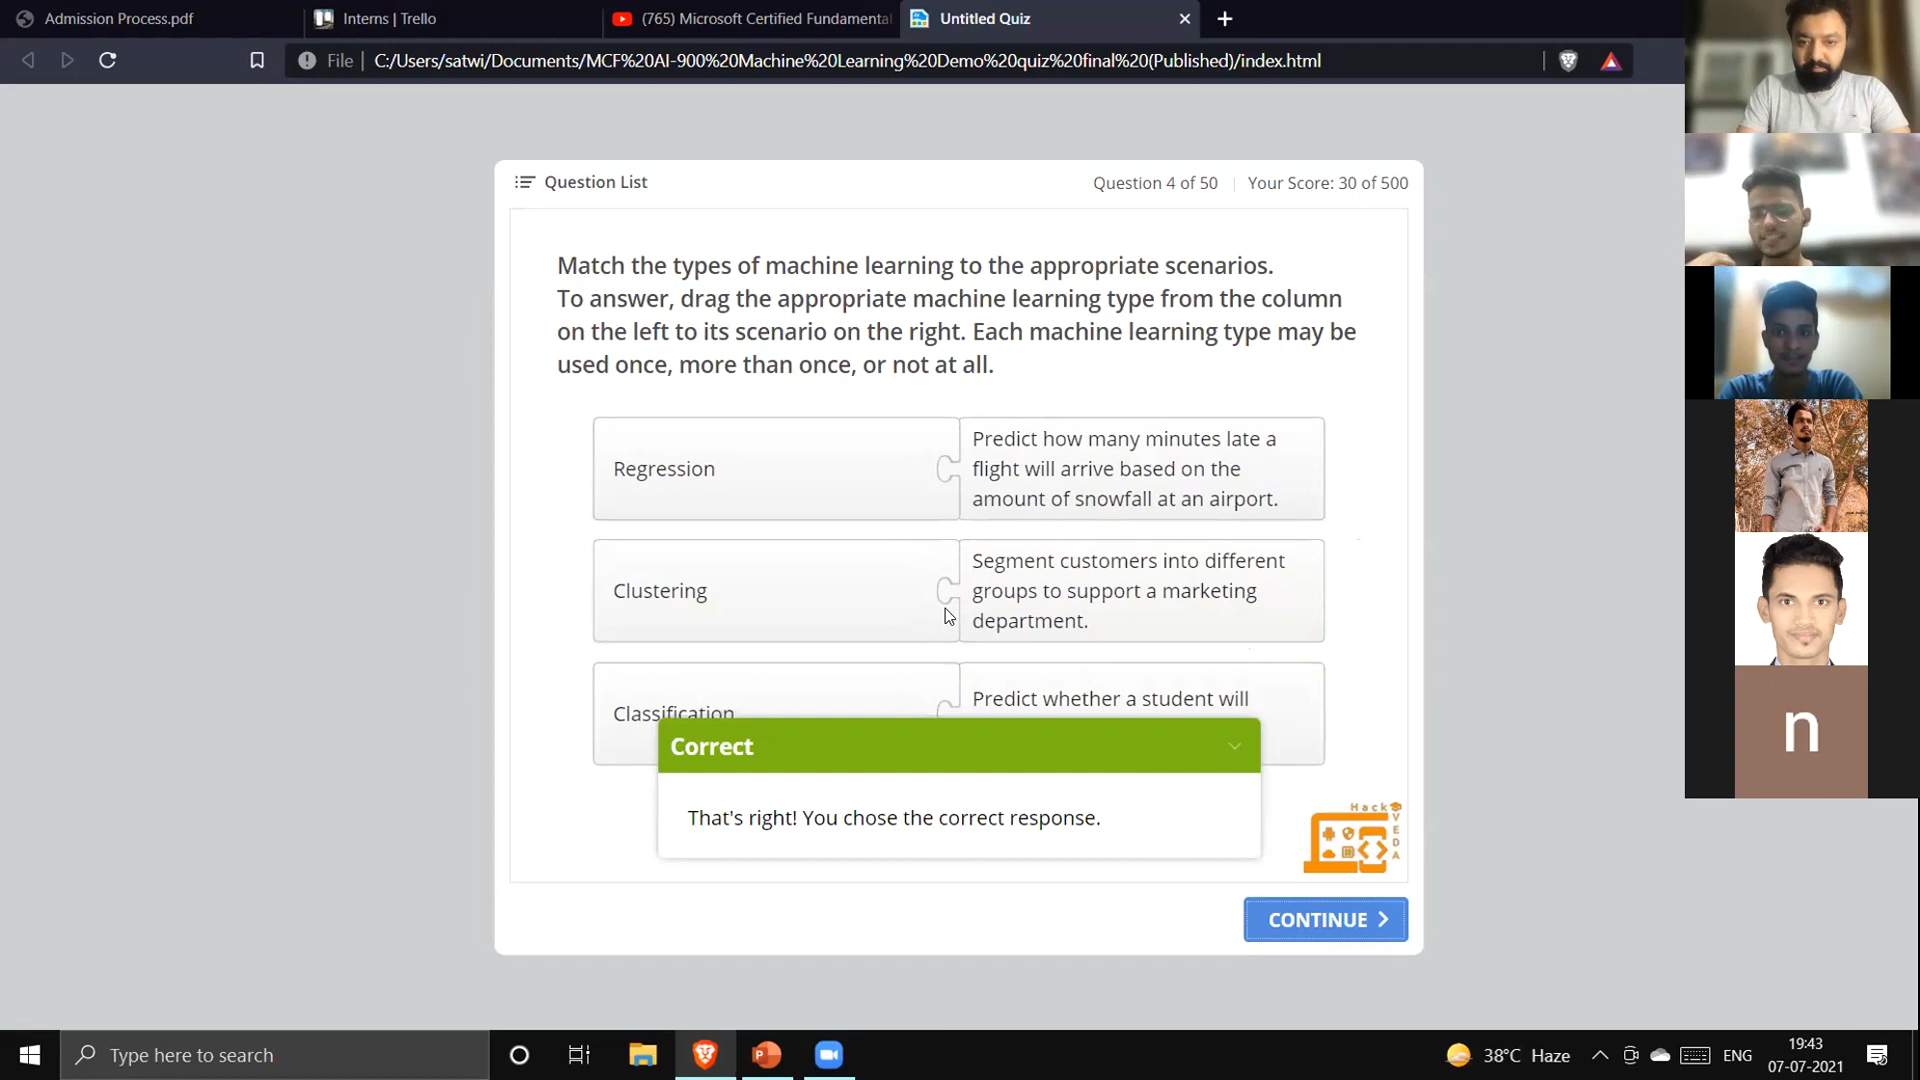 Admission Process.pdf
Interns | Trello
(765) Microsoft Certified Fundamental
Untitled Quiz
File
C:/Users/satwi/Documents/MCF%20AI-900%20Machine%20Learning%20Demo%20quiz%20final%20(Published)/index.html
Question List
Question 4 of 50
Your Score: 30 of 500
Match the types of machine learning to the appropriate scenarios.
To answer, drag the appropriate machine learning type from the column
on the left to its scenario on the right. Each machine learning type may be
used once, more than once, or not at all.
Regression
Predict how many minutes late a
flight will arrive based on the
amount of snowfall at an airport.
Clustering
Segment customers into different
groups to support a marketing
department.
Classification
Predict whether a student will
Correct
That's right! You chose the correct response.
Hack
VEDA
CONTINUE
n
Type here to search
38°C Haze
ENG
19:43
07-07-2021